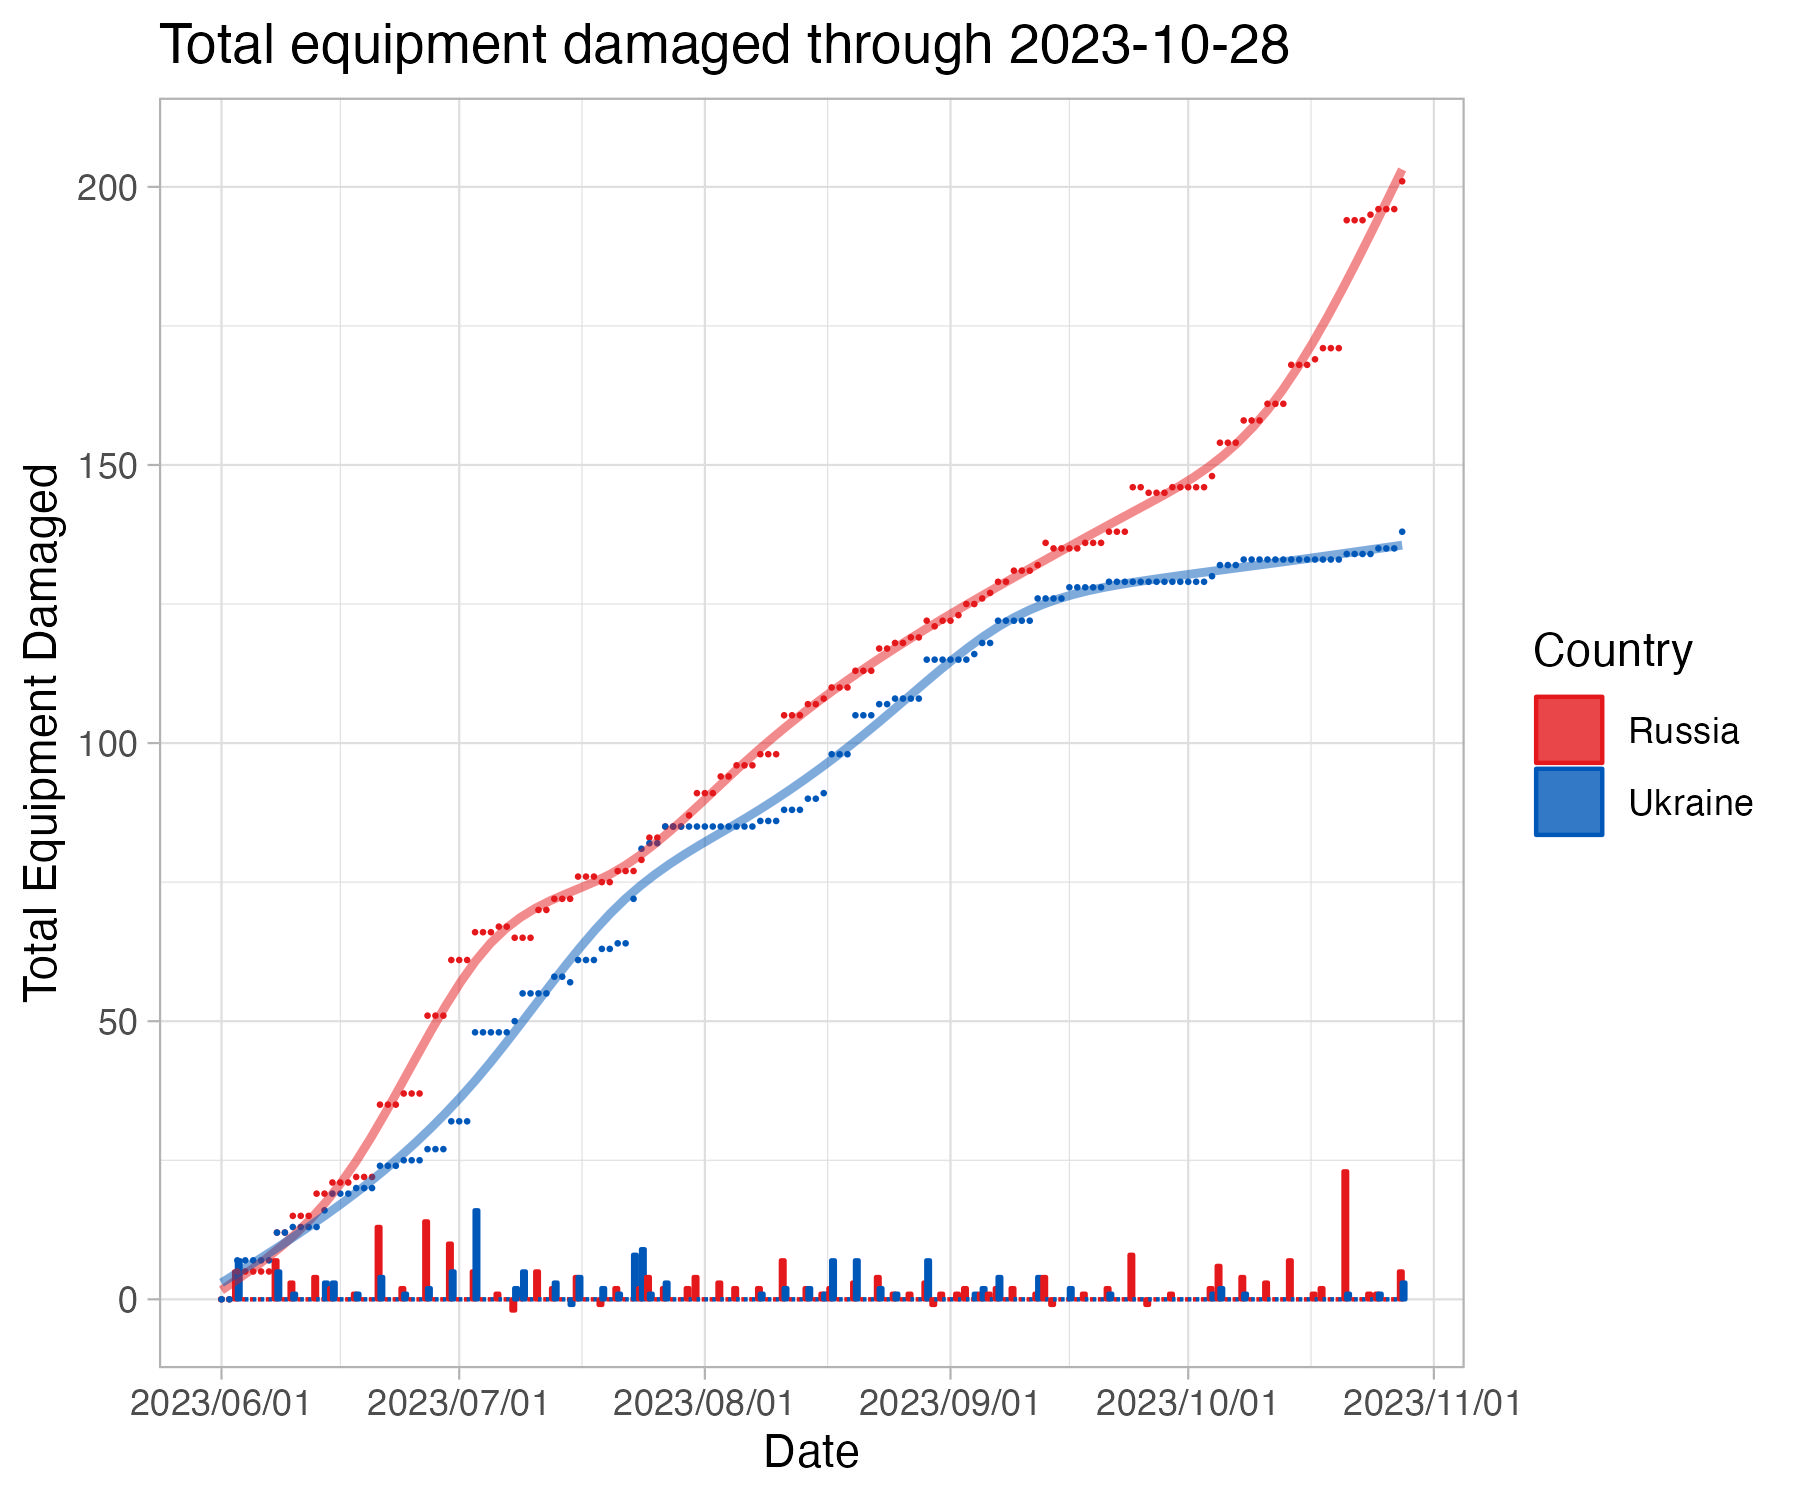 Total equipment damaged through 2023-10-28
Total Equipment Damaged
200
150
100
50
0
2023/06/01
2023/07/01
2023/08/01
2023/09/01
2023/10/01
2023/11/01
Date
Country
Russia
Ukraine